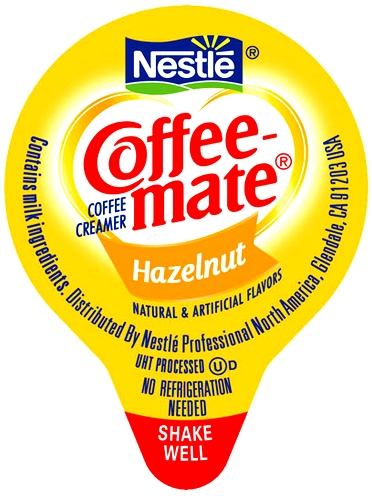 Nestlé®
Coffee-
mate®
COFFEE
CREAMER
Hazelnut
NATURAL & ARTIFICIAL FLAVORS
Contains milk ingredients. Distributed By Nestlé Professional North America, Glendale, CA 91203 USA
UHT PROCESSED Ⓤ D
NO REFRIGERATION
NEEDED
SHAKE
WELL